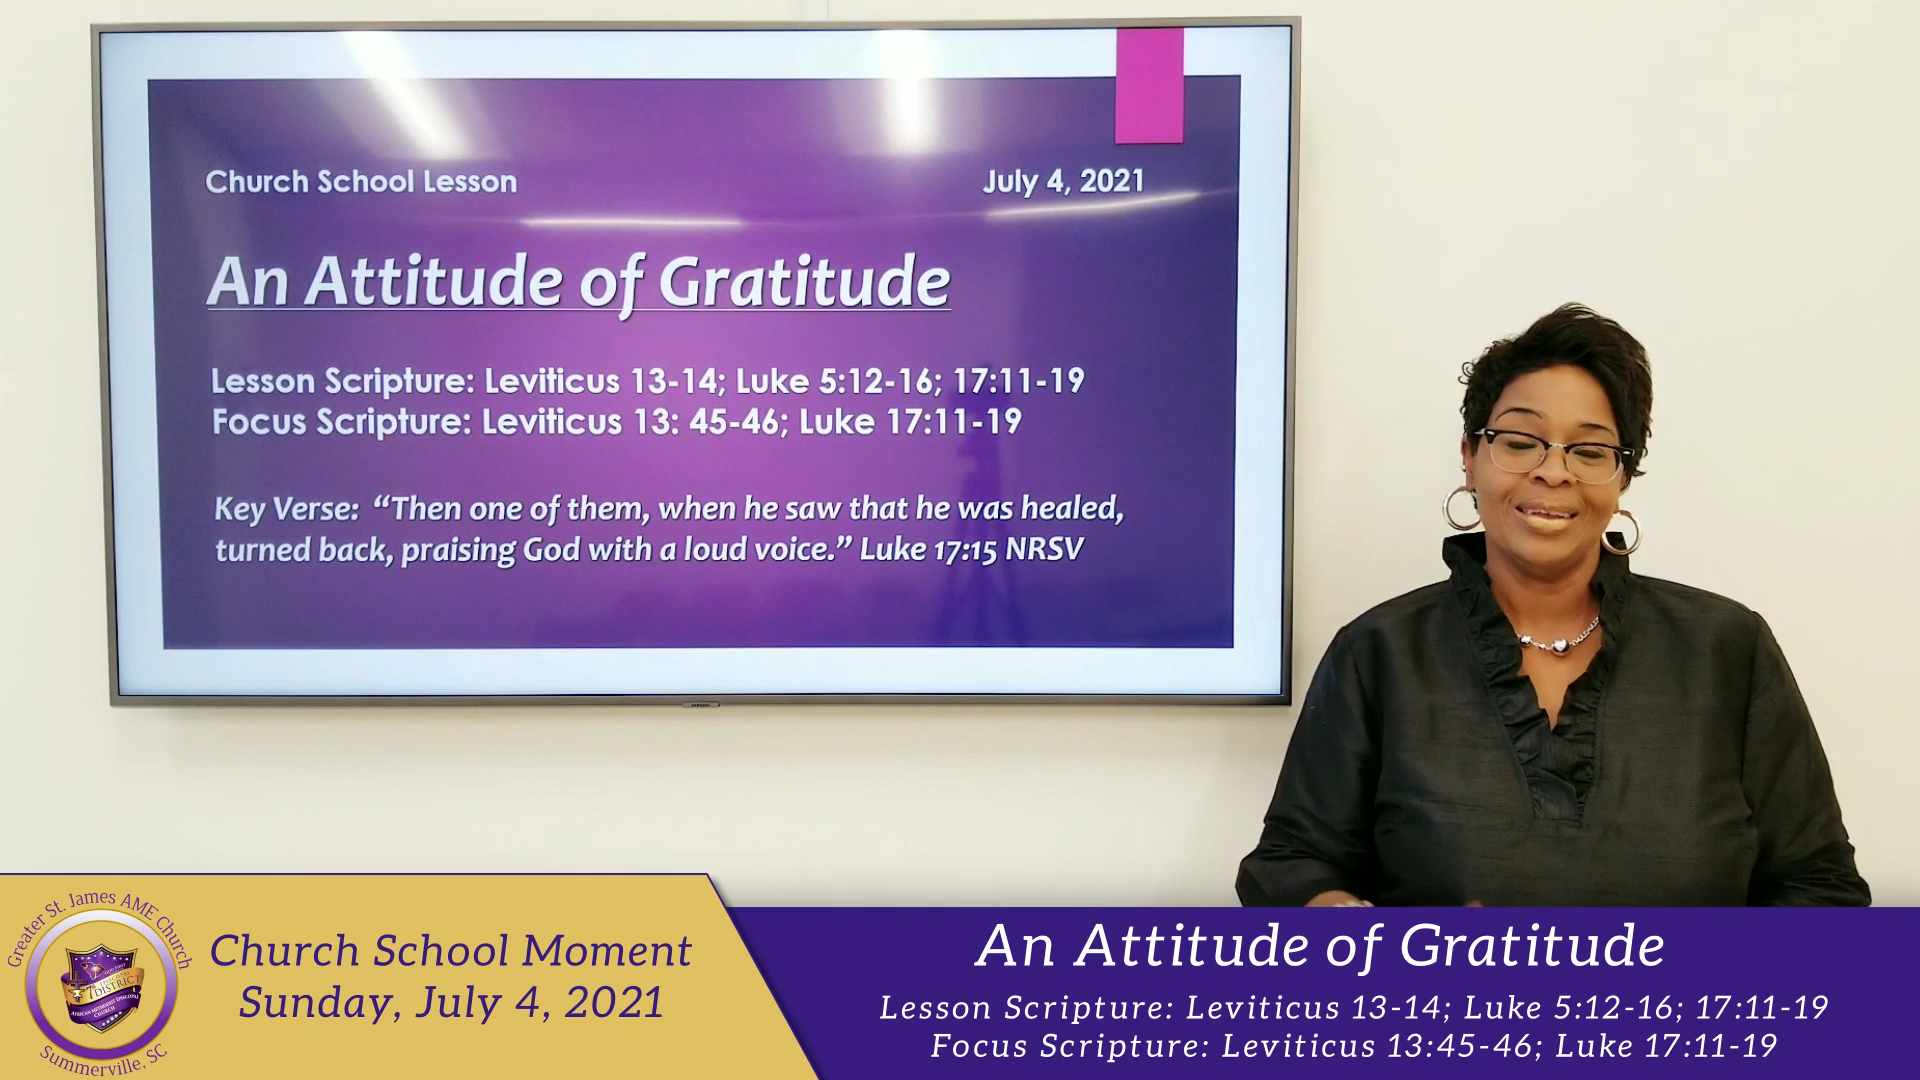 Church School Lesson
July 4, 2021
An Attitude of Gratitude
Lesson Scripture: Leviticus 13-14; Luke 5:12-16; 17:11-19
Focus Scripture: Leviticus 13: 45-46; Luke 17:11-19
Key Verse: “Then one of them, when he saw that he was healed,
turned back, praising God with a loud voice.” Luke 17:15 NRSV
Greater St. James AME Church
DISTRICT
AFRICAN METHODIST EPISCOPAL
CHURCH
Summerville, SC
Church School Moment
Sunday, July 4, 2021
An Attitude of Gratitude
Lesson Scripture: Leviticus 13-14; Luke 5:12-16; 17:11-19
Focus Scripture: Leviticus 13:45-46; Luke 17:11-19